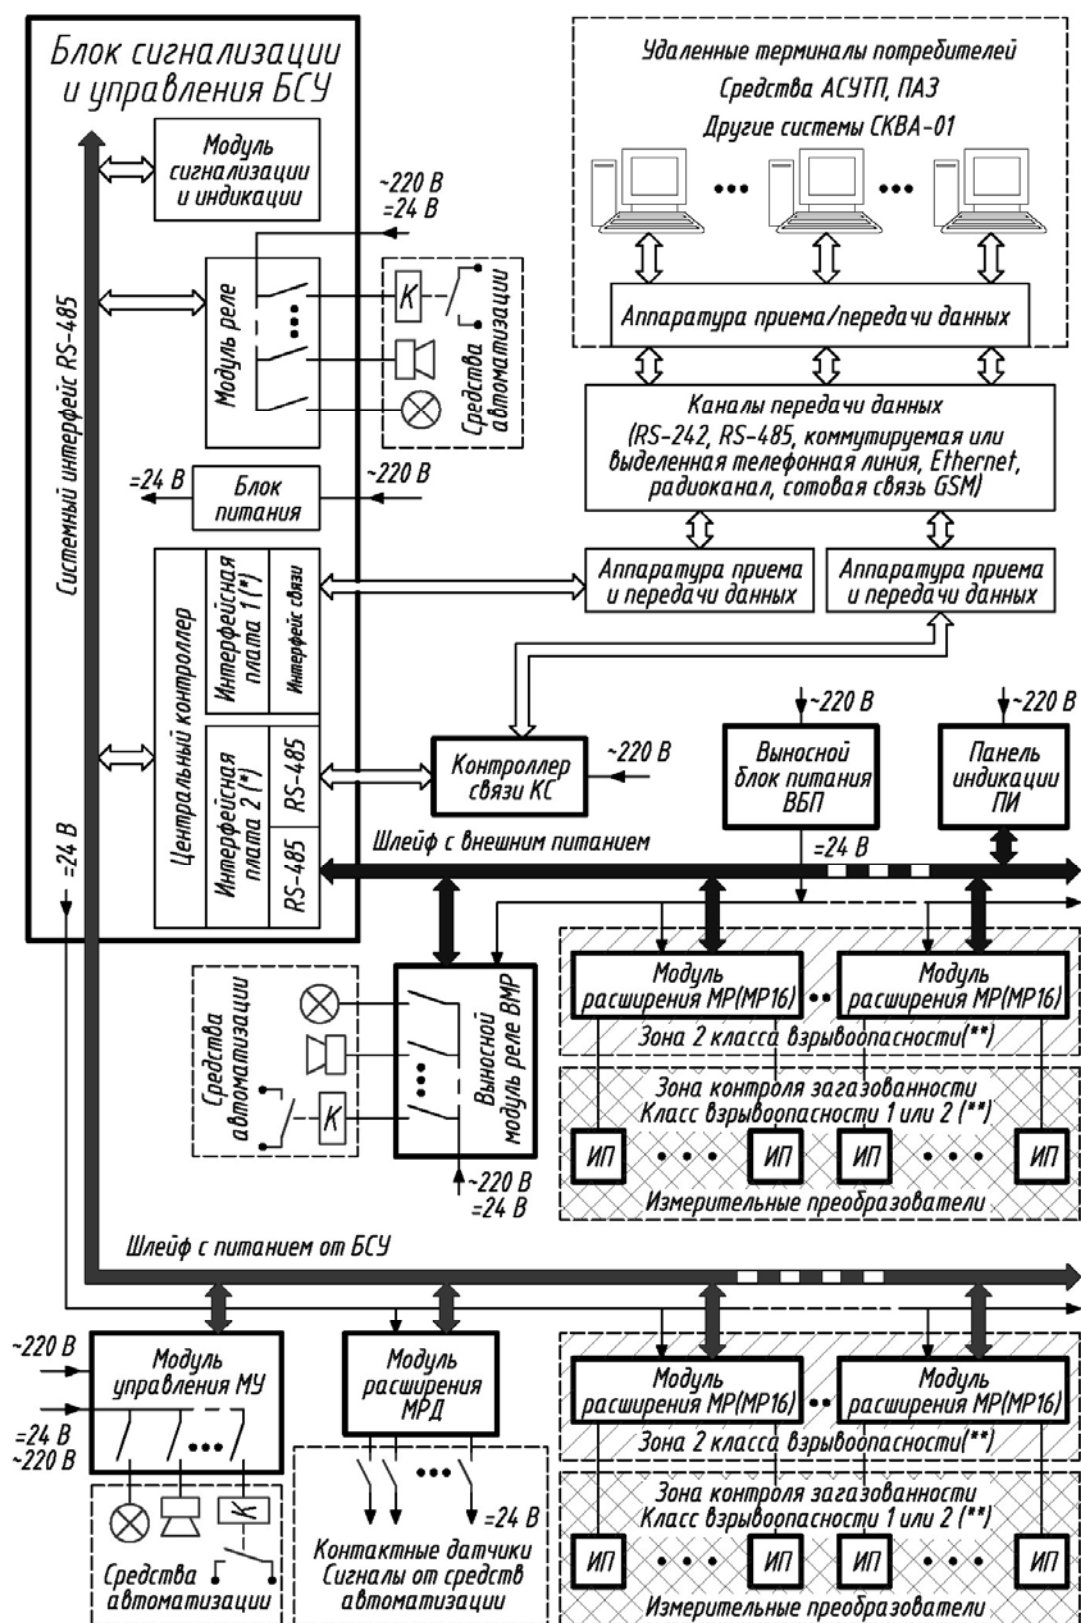 Блок сигнализации
и управления БСУ
Модуль
сигнализации
и индикации
~220 В
=24 В
Модуль реле
К
Средства
автоматизации
Системный интерфейс RS-485
=24 В
Блок
питания
~220 В
Центральный контроллер
Интерфейсная
плата 1 (*)
Интерфейс связи
Интерфейсная
плата 2 (*)
RS-485
RS-485
=24 В
Удаленные терминалы потребителей
Средства АСУТП, ПАЗ
Другие системы СКВА-01
Аппаратура приема/передачи данных
Каналы передачи данных
(RS-242, RS-485, коммутируемая или
выделенная телефонная линия, Ethernet,
радиоканал, сотовая связь GSM)
Аппаратура приема
и передачи данных
Аппаратура приема
и передачи данных
Контроллер
связи КС
~220 В
~220 В
Выносной
блок питания
ВБП
~220 В
Панель
индикации
ПИ
Шлейф с внешним питанием
=24 В
Средства
автоматизации
К
Выносной
модуль реле ВМР
~220 В
=24 В
Модуль
расширения МР(МР16)
Модуль
расширения МР(МР16)
Зона 2 класса взрывоопасности(**)
Зона контроля загазованности
Класс взрывоопасности 1 или 2 (**)
ИП
ИП
ИП
ИП
Измерительные преобразователи
Шлейф с питанием от БСУ
~220 В
=24 В
~220 В
Модуль
управления МУ
К
Средства
автоматизации
Модуль
расширения
МРД
=24 В
Контактные датчики
Сигналы от средств
автоматизации
Модуль
расширения МР(МР16)
Модуль
расширения МР(МР16)
Зона 2 класса взрывоопасности(**)
Зона контроля загазованности
Класс взрывоопасности 1 или 2 (**)
ИП
ИП
ИП
ИП
Измерительные преобразователи